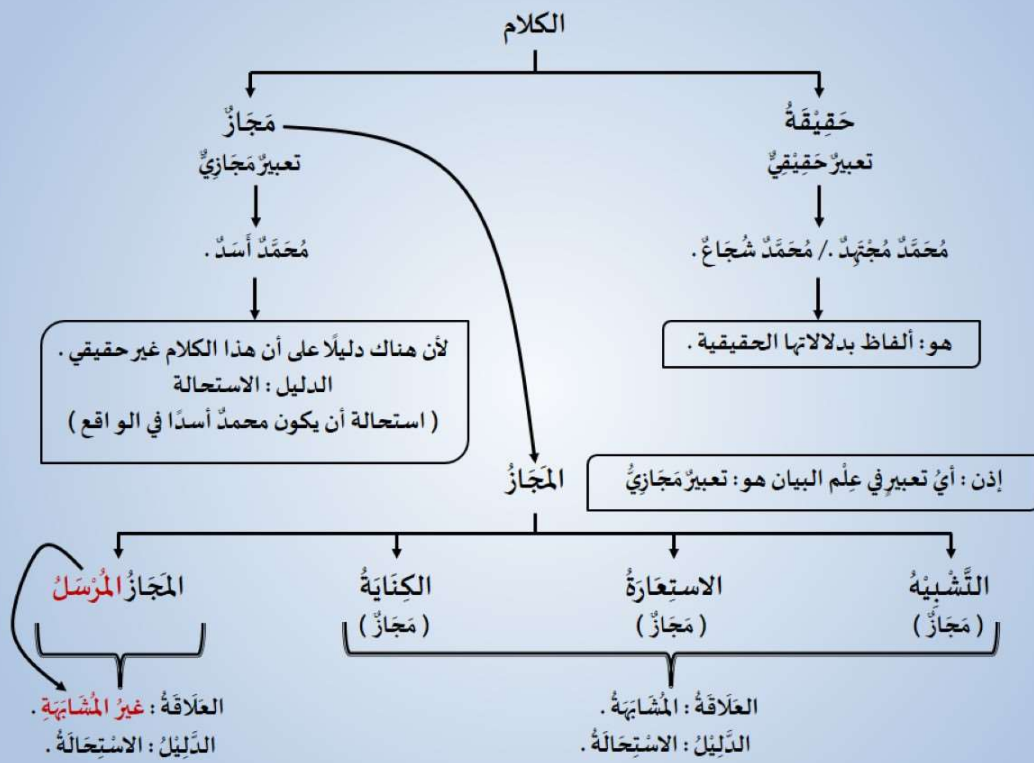 الكلام
حَقِيْقَةُ
تعبيرٌ حَقِيْقِيٌّ
مُحَمَّدٌ مُجْتَهِدٌ ./ مُحَمَّدٌ شُجَاعٌ .
هو : ألفاظ بدلالاتها الحقيقية .
مَجَازٌ
تعبيرٌ مَجَازِيٌّ
مُحَمَّدٌ أَسَدٌ .
لأن هناك دليلًا على أن هذا الكلام غير حقيقي .
الدليل : الاستحالة
( استحالة أن يكون محمدٌ أسدًا في الواقع )
إذن : أيُ تعبيرٍ في عِلْم البيان هو : تعبيرٌ مَجَازِيُّ
المَجَازُ
التَّشْبِيْهُ
( مَجَازٌ )
الاستِعَارَةُ
( مَجَازٌ )
الكِنَايَةُ
( مَجَازٌ )
المَجَازُ المُرْسَلُ
العَلَاقَةُ : المُشَابَهَةُ .
الدَّلِيْلُ : الاسْتِحَالَةُ .
العَلَاقَةُ : غيرُ المُشَابَهَةِ .
الدَّلِيْلُ : الاسْتِحَالَةُ .